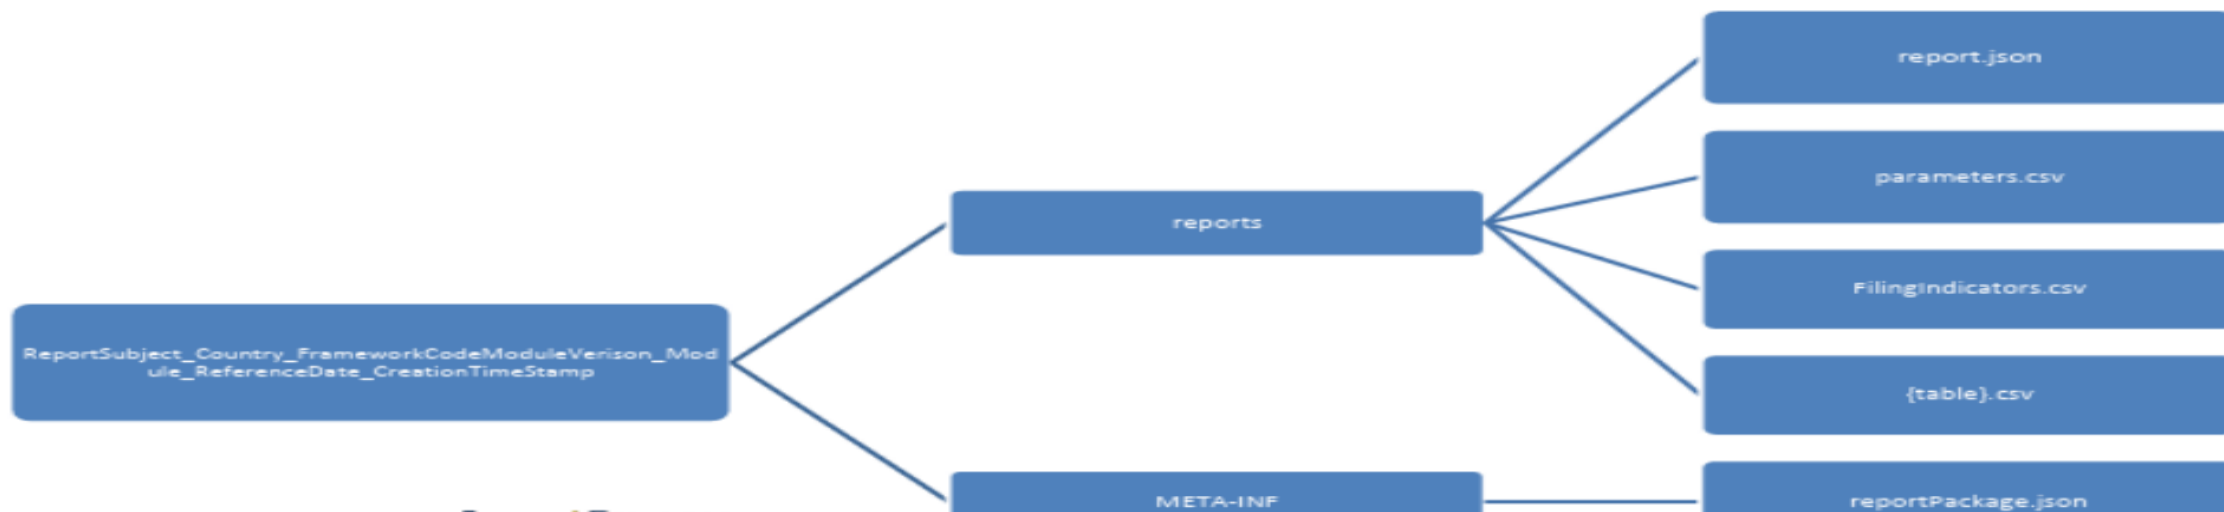 report.json
parameters.csv
reports
FilingIndicators.csv
ReportSubject_Country_FrameworkCodeModuleVerison_Mod
ule_ReferenceDate_CreationTimeStamp
{table}.csv
META-INF
reportPackage.json